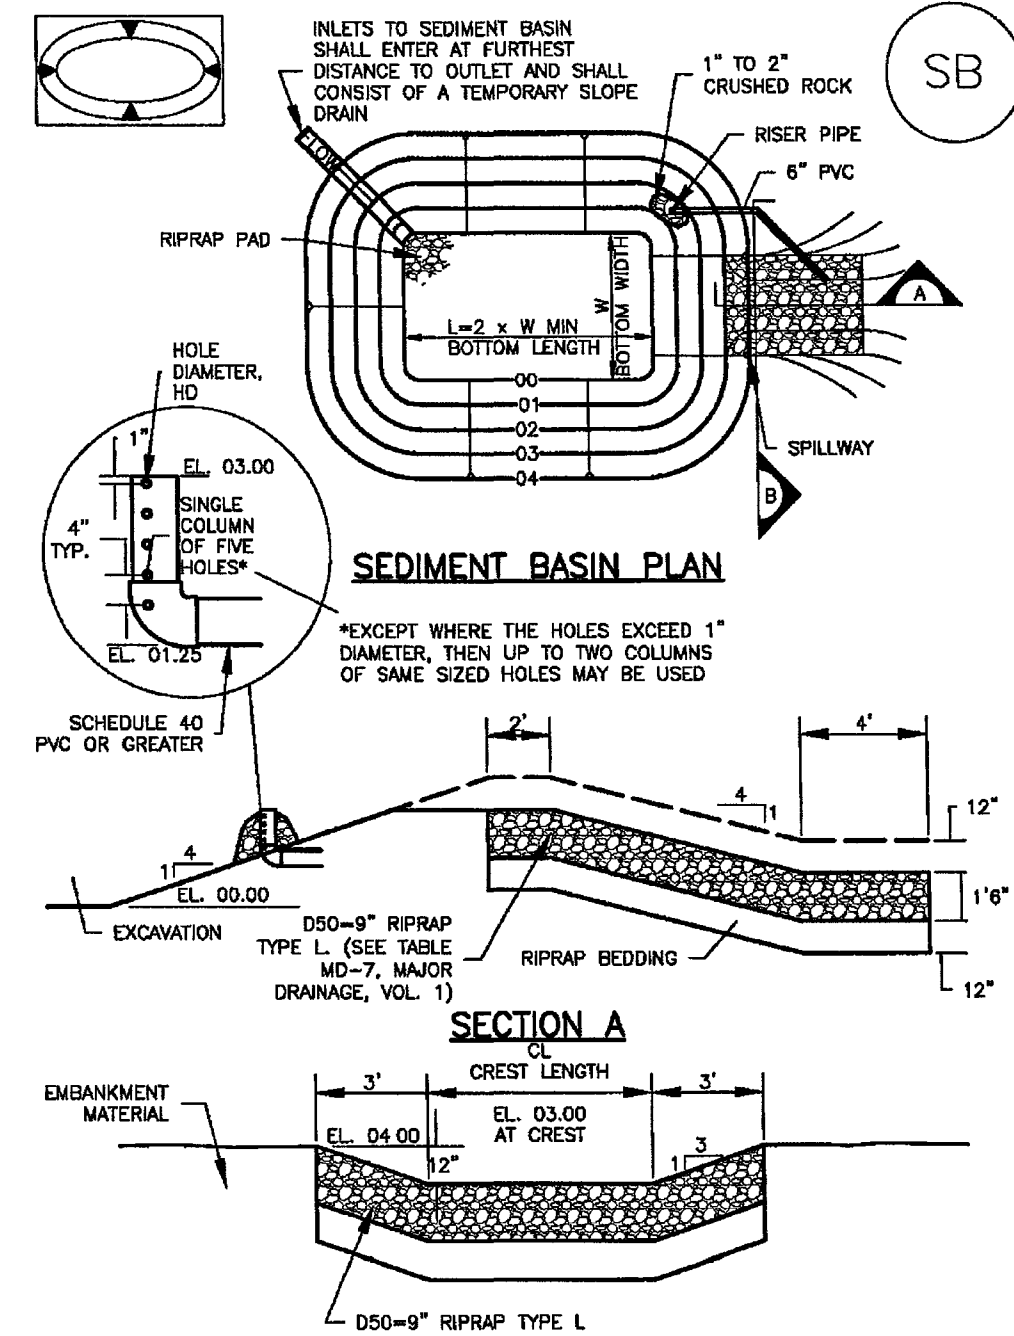 INLETS TO SEDIMENT BASIN
SHALL ENTER AT FURTHEST
DISTANCE TO OUTLET AND SHALL
CONSIST OF A TEMPORARY SLOPE
DRAIN
1" TO 2"
CRUSHED ROCK
SB
RISER PIPE
6" PVC
FLOW
RIPRAP PAD
W
BOTTOM WIDTH
L=2 x W MIN
BOTTOM LENGTH
A
00
01
02
03
04
SPILLWAY
B
HOLE
DIAMETER,
HD
1"
EL. 03.00
SINGLE
COLUMN
OF FIVE
HOLES*
4"
TYP.
EL. 01.25
SCHEDULE 40
PVC OR GREATER
SEDIMENT BASIN PLAN
*EXCEPT WHERE THE HOLES EXCEED 1"
DIAMETER, THEN UP TO TWO COLUMNS
OF SAME SIZED HOLES MAY BE USED
2'
4'
4
1
12"
4
1
EL. 00.00
EXCAVATION
1'6"
D50=9" RIPRAP
TYPE L. (SEE TABLE
MD-7, MAJOR
DRAINAGE, VOL. 1)
RIPRAP BEDDING
12"
SECTION A
CL
CREST LENGTH
3'
3'
EMBANKMENT
MATERIAL
EL. 04 00
EL. 03.00
AT CREST
12"
3
1
D50=9" RIPRAP TYPE L